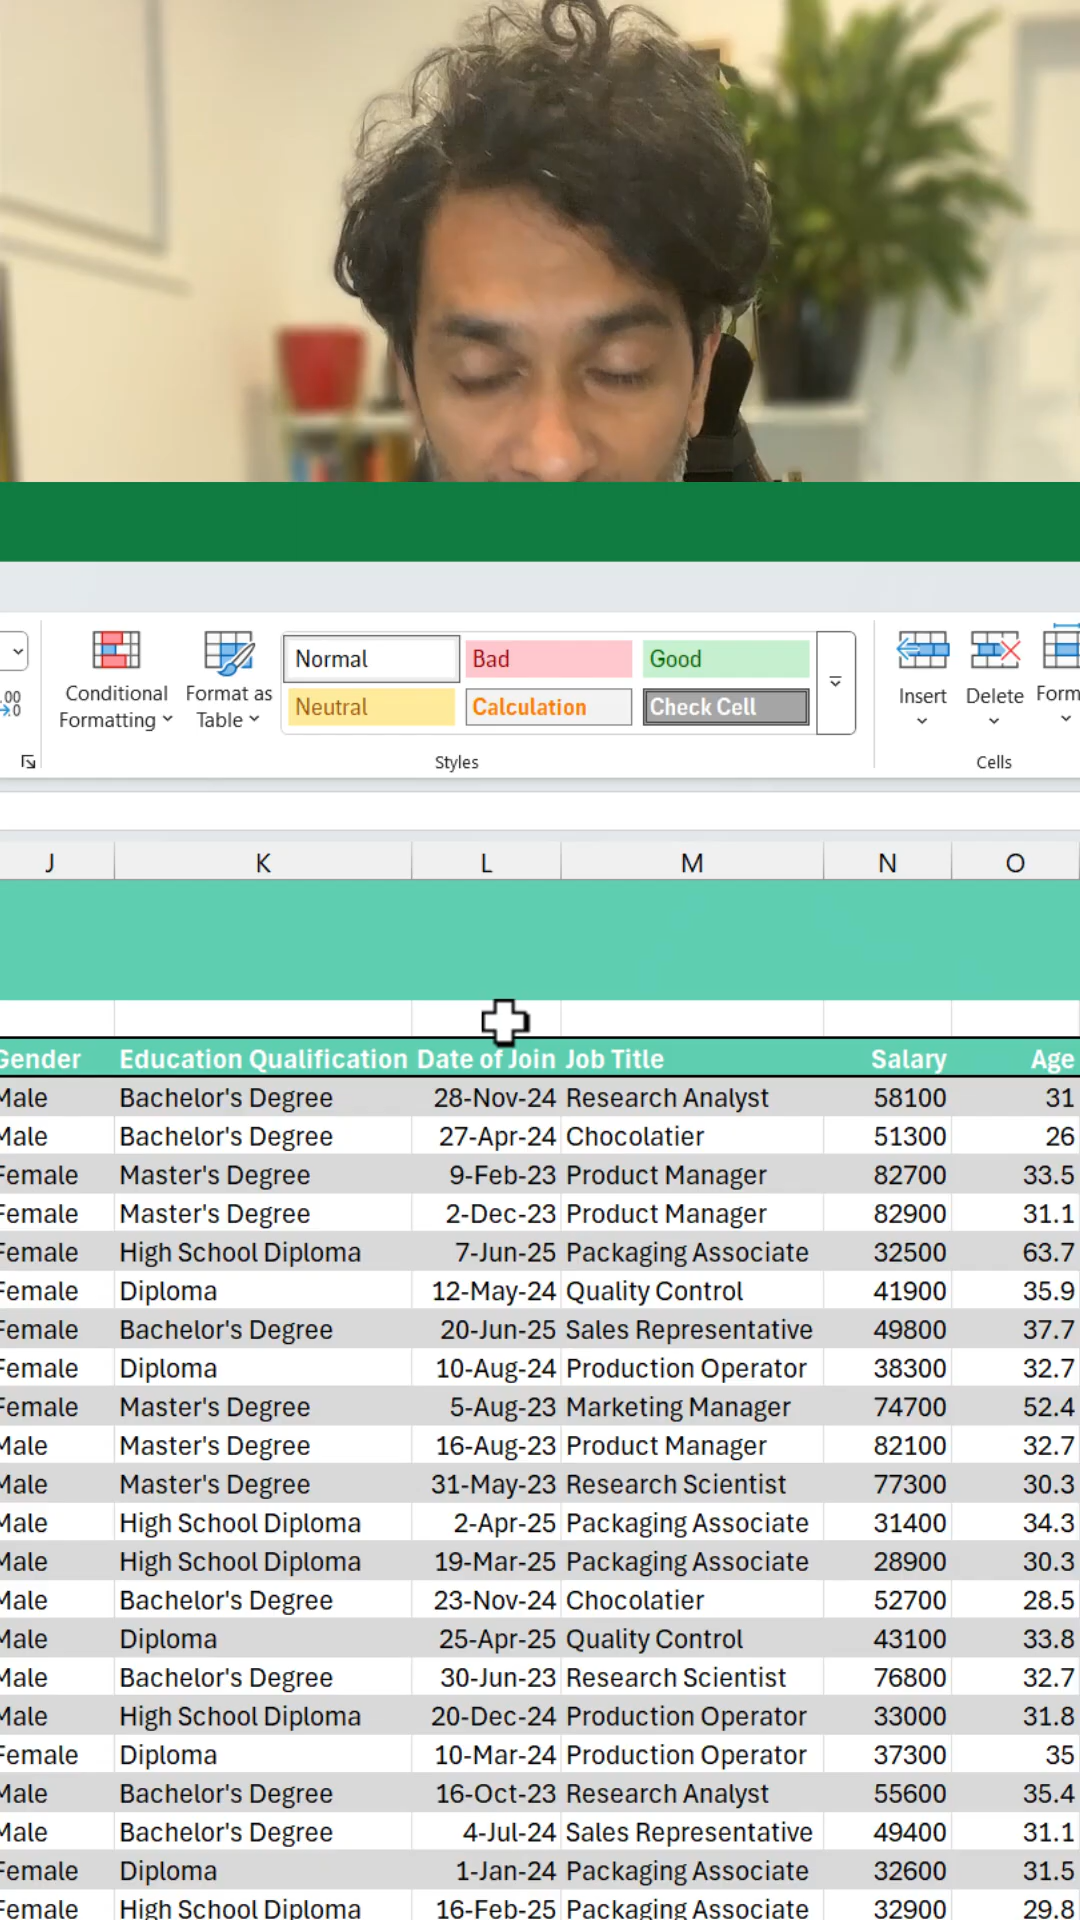 Normal Bad Good
Neutral Calculation Check Cell
Conditional Formatting
Format as Table
Insert Delete Form
.00
→.0
Styles Cells
J K L M N O
Gender Education Qualification Date of Join Job Title Salary Age
Male Bachelor's Degree 28-Nov-24 Research Analyst 58100 31
Male Bachelor's Degree 27-Apr-24 Chocolatier 51300 26
Female Master's Degree 9-Feb-23 Product Manager 82700 33.5
Female Master's Degree 2-Dec-23 Product Manager 82900 31.1
Female High School Diploma 7-Jun-25 Packaging Associate 32500 63.7
Female Diploma 12-May-24 Quality Control 41900 35.9
Female Bachelor's Degree 20-Jun-25 Sales Representative 49800 37.7
Female Diploma 10-Aug-24 Production Operator 38300 32.7
Female Master's Degree 5-Aug-23 Marketing Manager 74700 52.4
Male Master's Degree 16-Aug-23 Product Manager 82100 32.7
Male Master's Degree 31-May-23 Research Scientist 77300 30.3
Male High School Diploma 2-Apr-25 Packaging Associate 31400 34.3
Male High School Diploma 19-Mar-25 Packaging Associate 28900 30.3
Male Bachelor's Degree 23-Nov-24 Chocolatier 52700 28.5
Male Diploma 25-Apr-25 Quality Control 43100 33.8
Male Bachelor's Degree 30-Jun-23 Research Scientist 76800 32.7
Male High School Diploma 20-Dec-24 Production Operator 33000 31.8
Female Diploma 10-Mar-24 Production Operator 37300 35
Male Bachelor's Degree 16-Oct-23 Research Analyst 55600 35.4
Male Bachelor's Degree 4-Jul-24 Sales Representative 49400 31.1
Female Diploma 1-Jan-24 Packaging Associate 32600 31.5
Female High School Diploma 16-Feb-25 Packaging Associate 32900 29.8